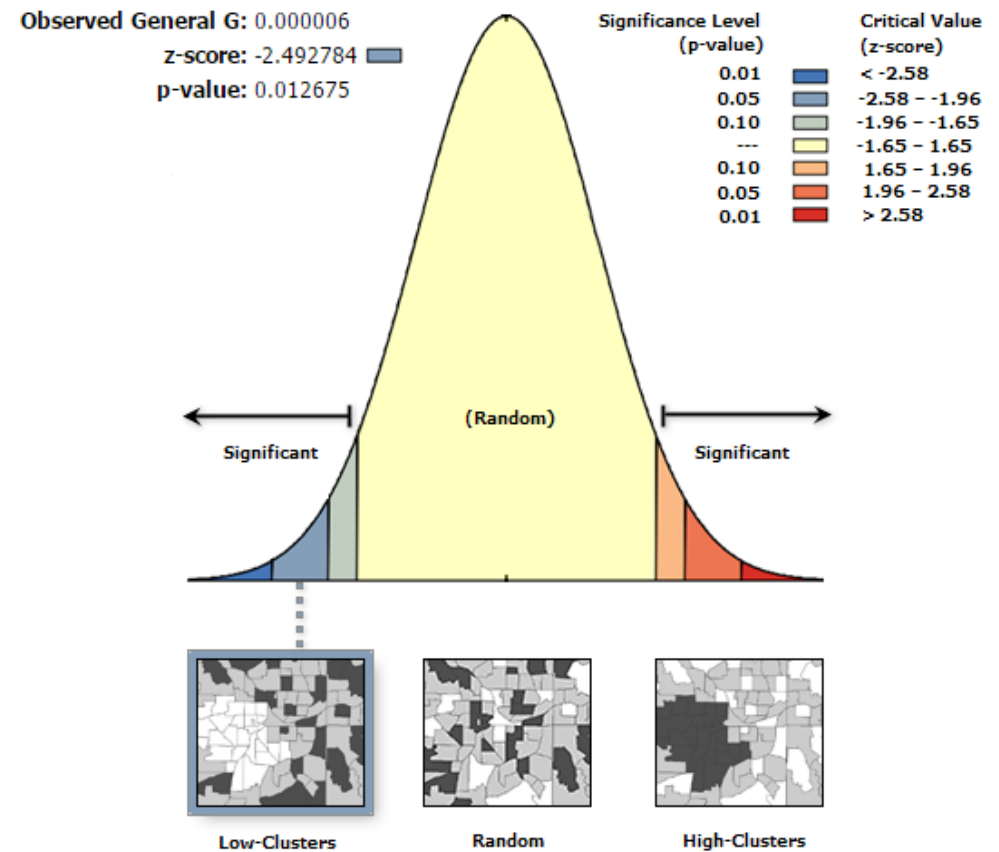 Observed General G: 0.000006
z-score: -2.492784
p-value: 0.012675
Significance Level
(p-value)
Critical Value
(z-score)
0.01 < -2.58
0.05 -2.58 – -1.96
0.10 -1.96 – -1.65
--- -1.65 – 1.65
0.10 1.65 – 1.96
0.05 1.96 – 2.58
0.01 > 2.58
(Random)
Significant
Significant
Low-Clusters
Random
High-Clusters